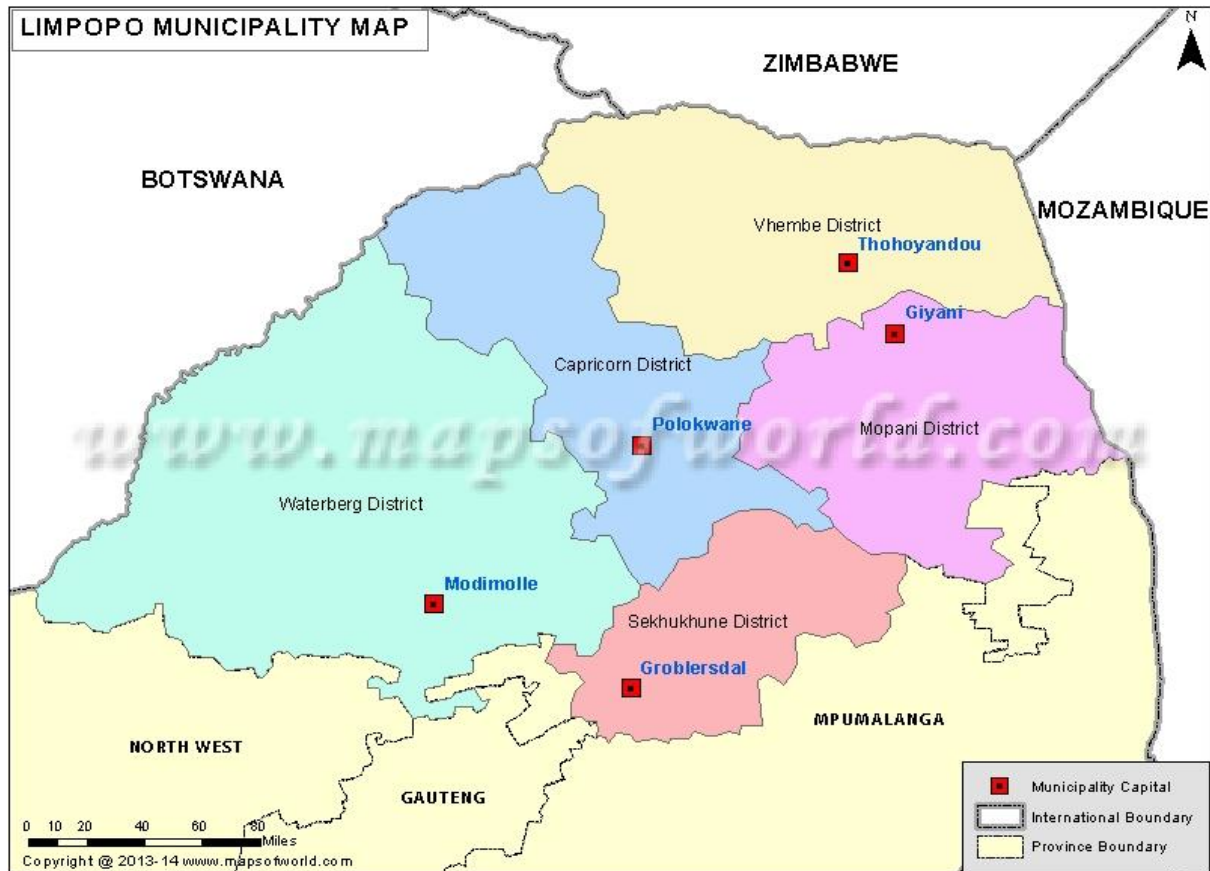 LIMPOPO MUNICIPALITY MAP
N
ZIMBABWE
BOTSWANA
MOZAMBIQUE
Vhembe District
Thohoyandou
Giyani
Capricorn District
Polokwane
Mopani District
www.mapsofworld.com
Waterberg District
Modimolle
Sekhukhune District
Groblersdal
MPUMALANGA
NORTH WEST
GAUTENG
Municipality Capital
International Boundary
Province Boundary
0 10 20 40 60 80
Miles
Copyright @ 2013-14 www.mapsofworld.com